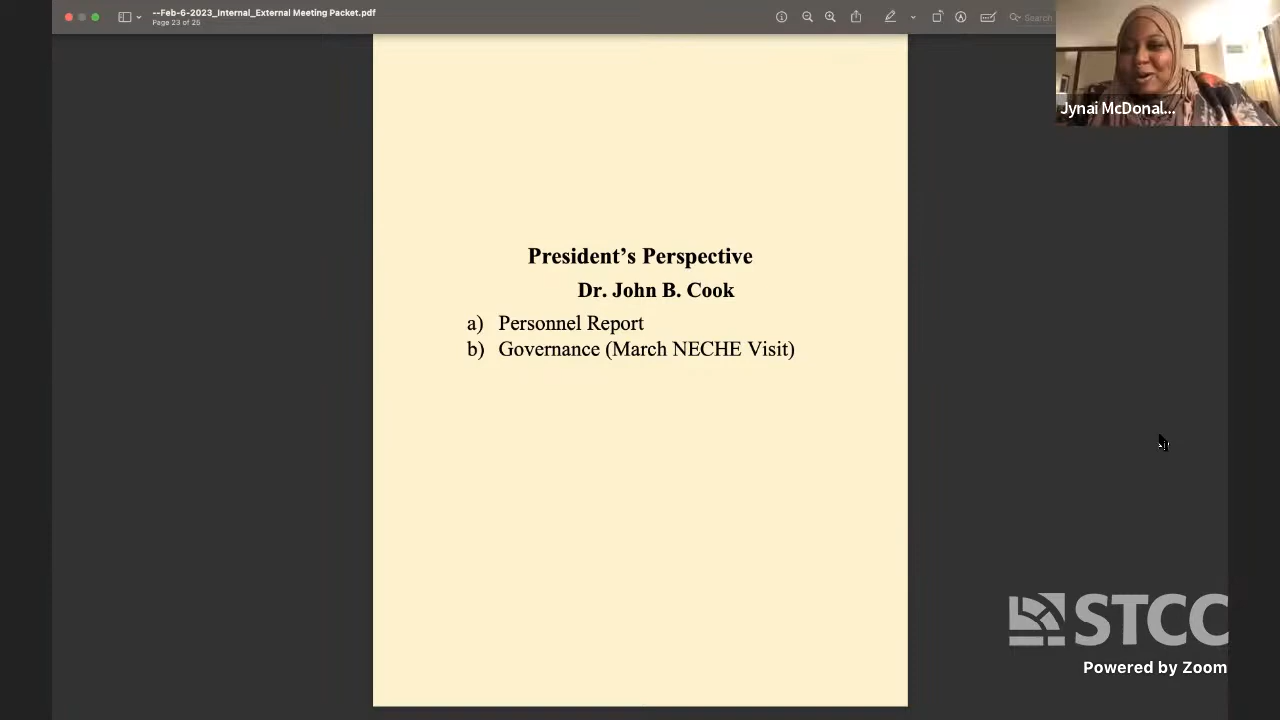 --Feb-6-2023_Internal_External Meeting Packet.pdf
Page 23 of 25
Search
Jynai McDonal...
President's Perspective
Dr. John B. Cook
a) Personnel Report
b) Governance (March NECHE Visit)
STCC
Powered by Zoom